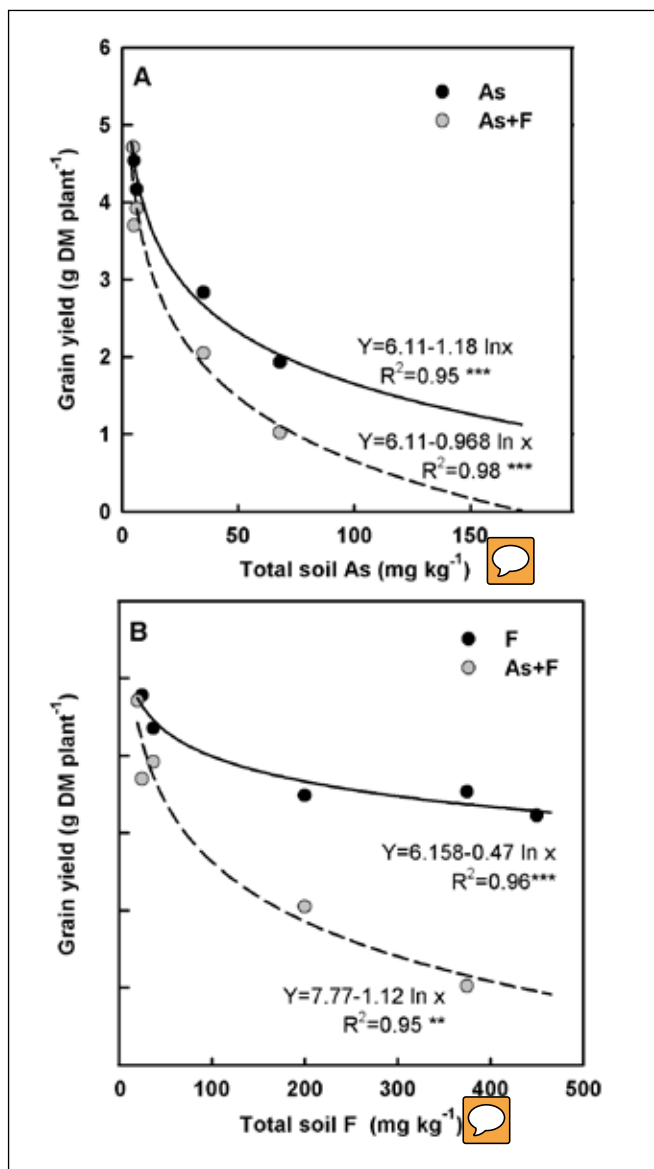 6
A
As
As+F
5
4
3
2
1
0
Grain yield (g DM plant⁻¹)
Y=6.11-1.18 lnx
R²=0.95 ***
Y=6.11-0.968 ln x
R²=0.98 ***
0 50 100 150
Total soil As (mg kg⁻¹)
B
F
As+F
Grain yield (g DM plant⁻¹)
Y=6.158-0.47 ln x
R²=0.96***
Y=7.77-1.12 ln x
R²=0.95 **
0 100 200 300 400 500
Total soil F (mg kg⁻¹)